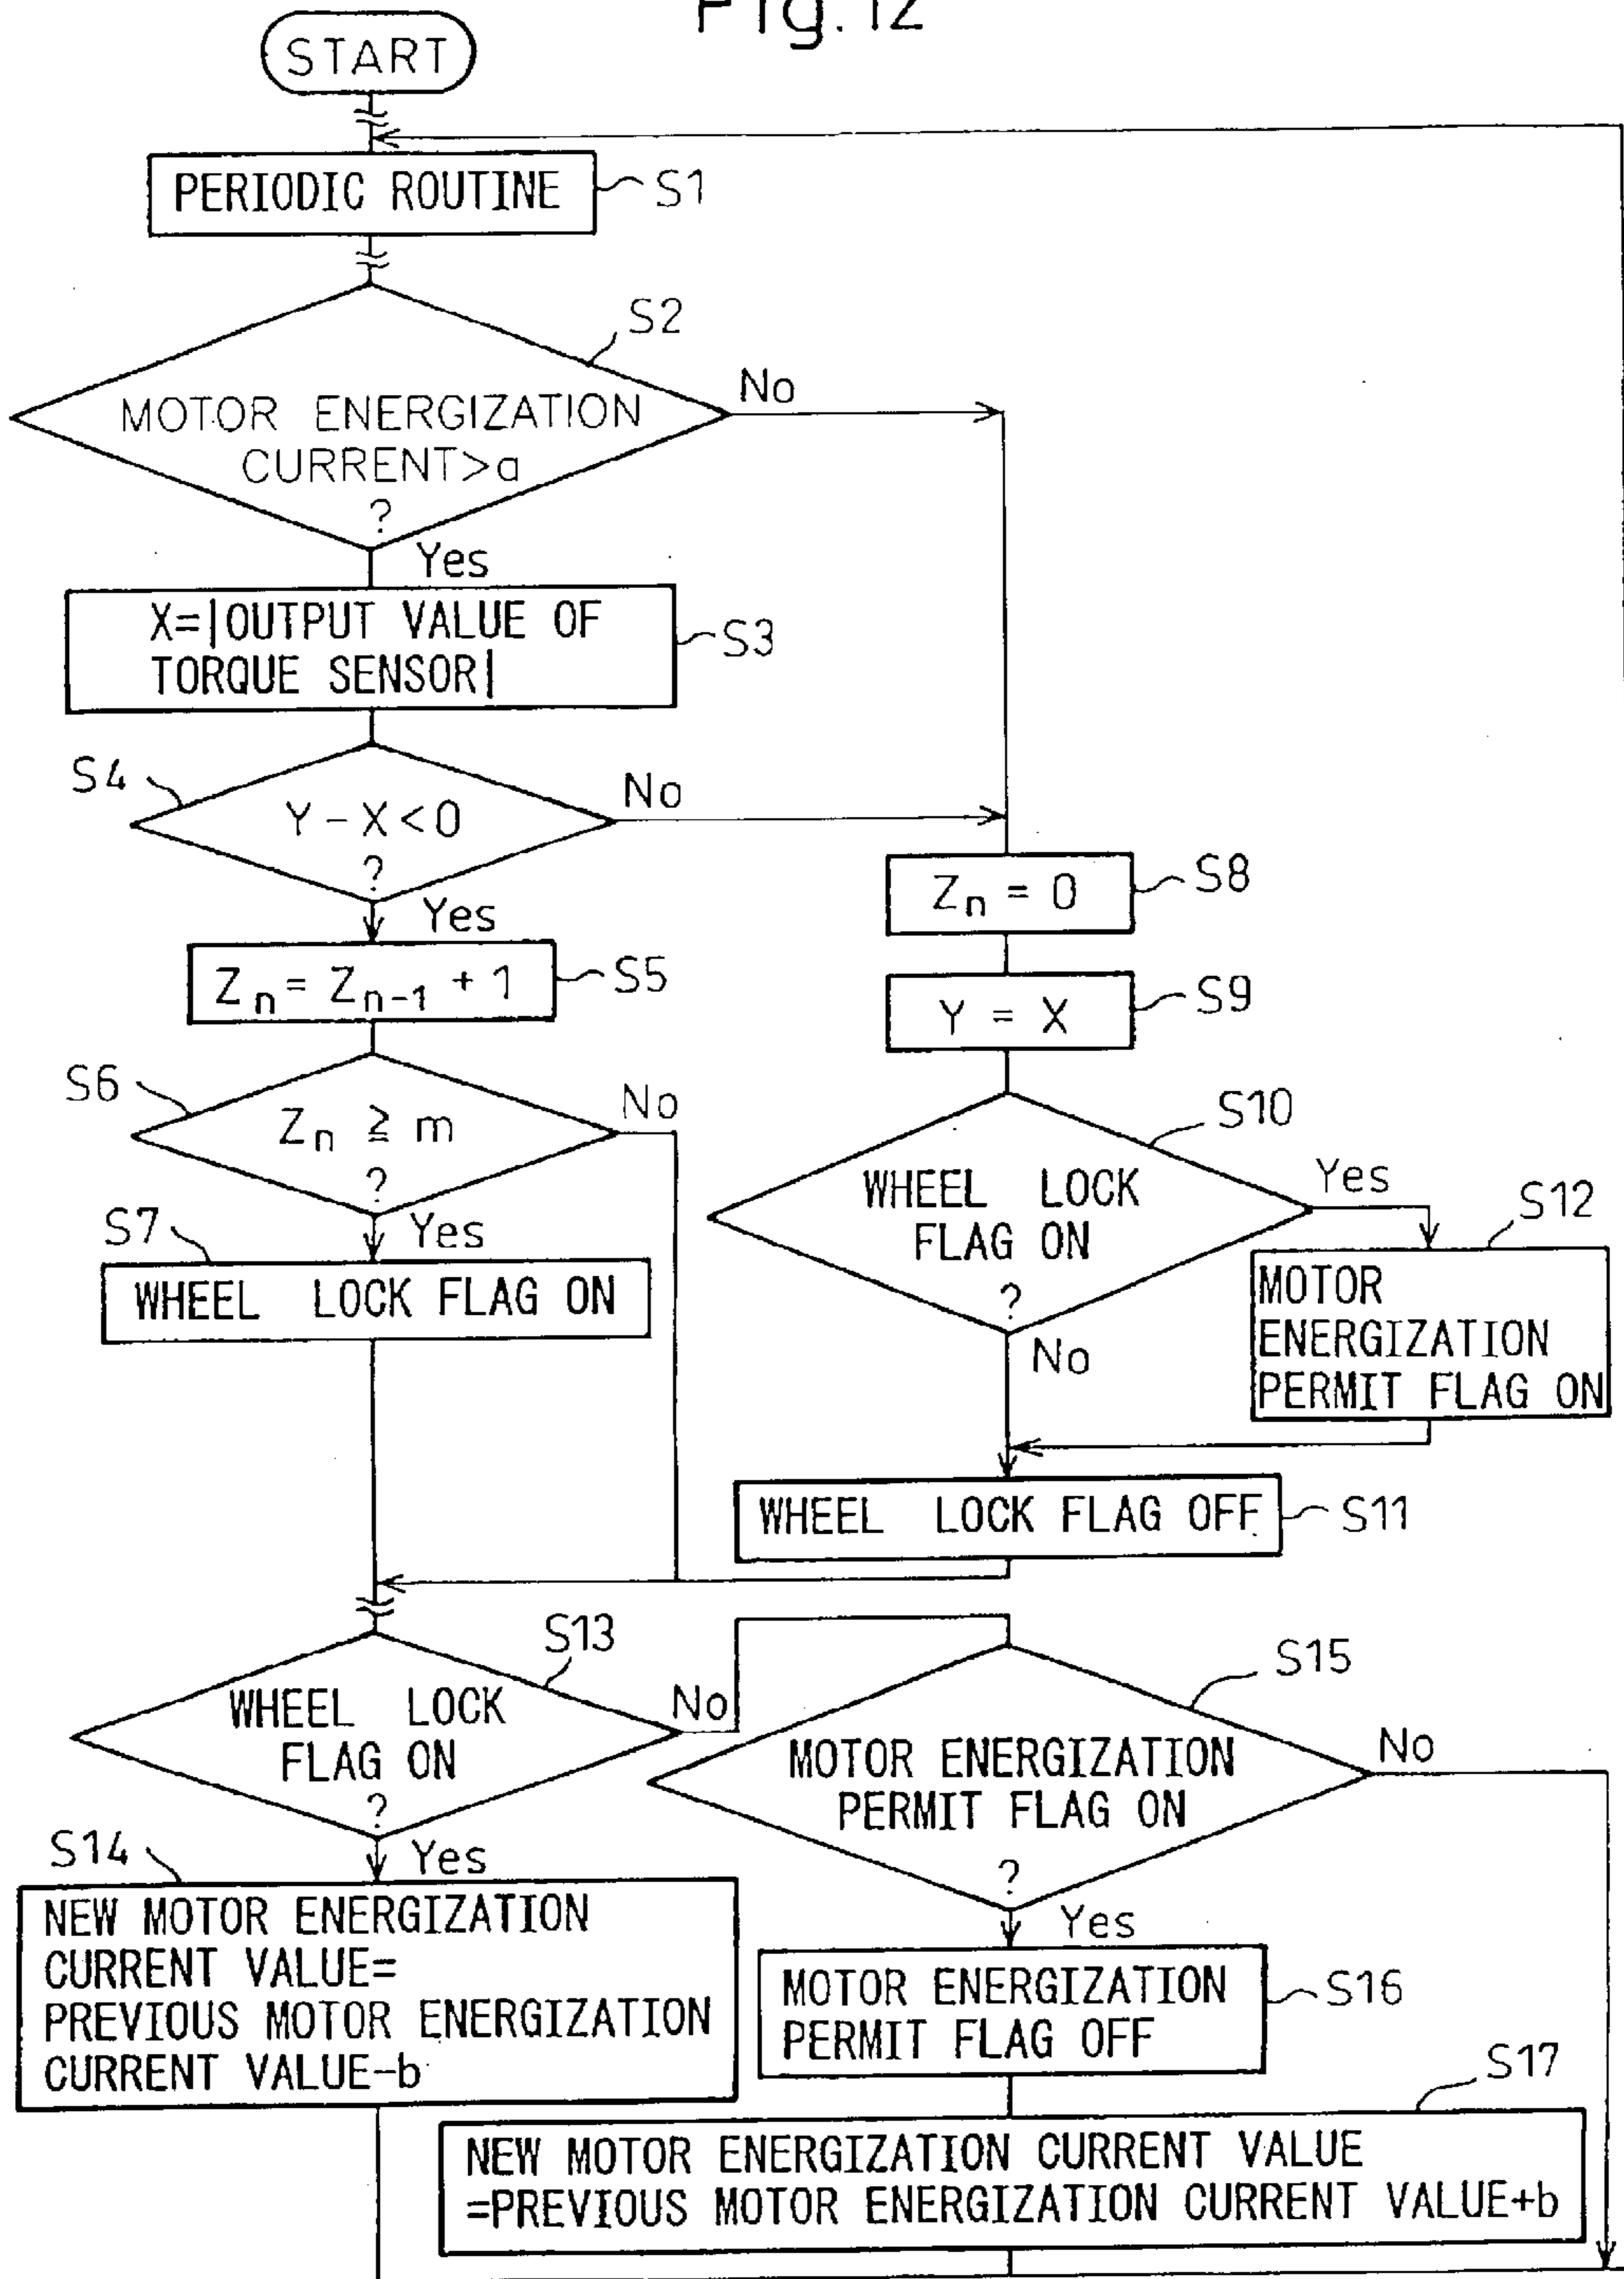 Fig. 12
START
PERIODIC ROUTINE
S1
S2
MOTOR ENERGIZATION
CURRENT>a
?
No
Yes
X=|OUTPUT VALUE OF
TORQUE SENSOR|
S3
S4
Y-X<0
?
No
Yes
Zn = Zn-1 + 1
S5
Zn = 0
S8
Y = X
S9
S6
Zn ≧ m
?
No
Yes
S7
WHEEL LOCK FLAG ON
S10
WHEEL LOCK
FLAG ON
?
Yes
No
S12
MOTOR
ENERGIZATION
PERMIT FLAG ON
WHEEL LOCK FLAG OFF
S11
S13
WHEEL LOCK
FLAG ON
?
No
Yes
S15
MOTOR ENERGIZATION
PERMIT FLAG ON
?
No
Yes
S14
NEW MOTOR ENERGIZATION
CURRENT VALUE=
PREVIOUS MOTOR ENERGIZATION
CURRENT VALUE-b
MOTOR ENERGIZATION
PERMIT FLAG OFF
S16
S17
NEW MOTOR ENERGIZATION CURRENT VALUE
=PREVIOUS MOTOR ENERGIZATION CURRENT VALUE+b